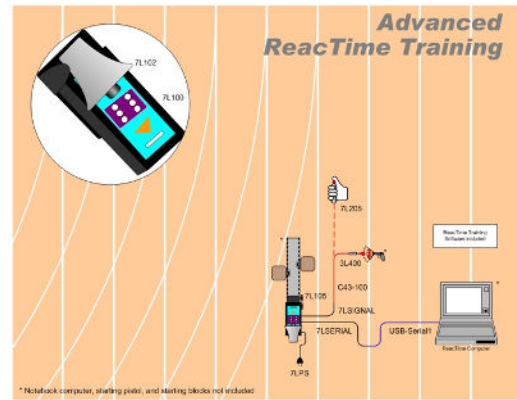 Advanced
ReacTime Training
7L102
7L100
7L205
ReacTime Training
Software Included
*
3L400
*
C43-100
*
7L105
7LSIGNAL
7LSERIAL
USB-Serial1
ReacTime Computer
7LPS
* Notebook computer, starting pistol, and starting blocks not included